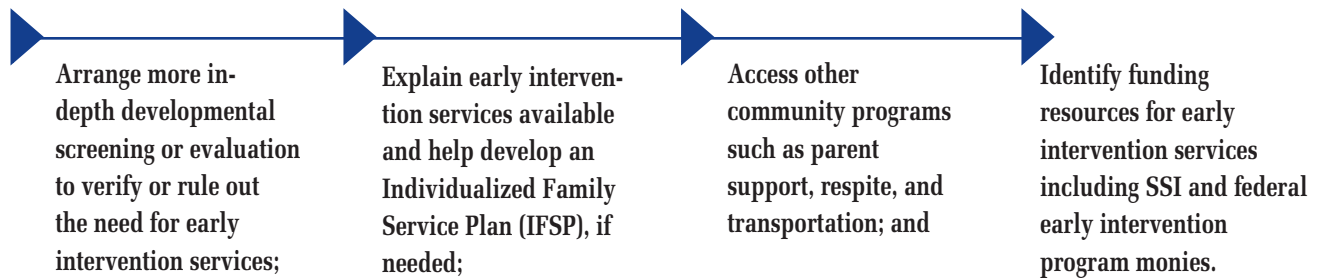 Arrange more in-
depth developmental
screening or evaluation
to verify or rule out
the need for early
intervention services;
Explain early interven-
tion services available
and help develop an
Individualized Family
Service Plan (IFSP), if
needed;
Access other
community programs
such as parent
support, respite, and
transportation; and
Identify funding
resources for early
intervention services
including SSI and federal
early intervention
program monies.